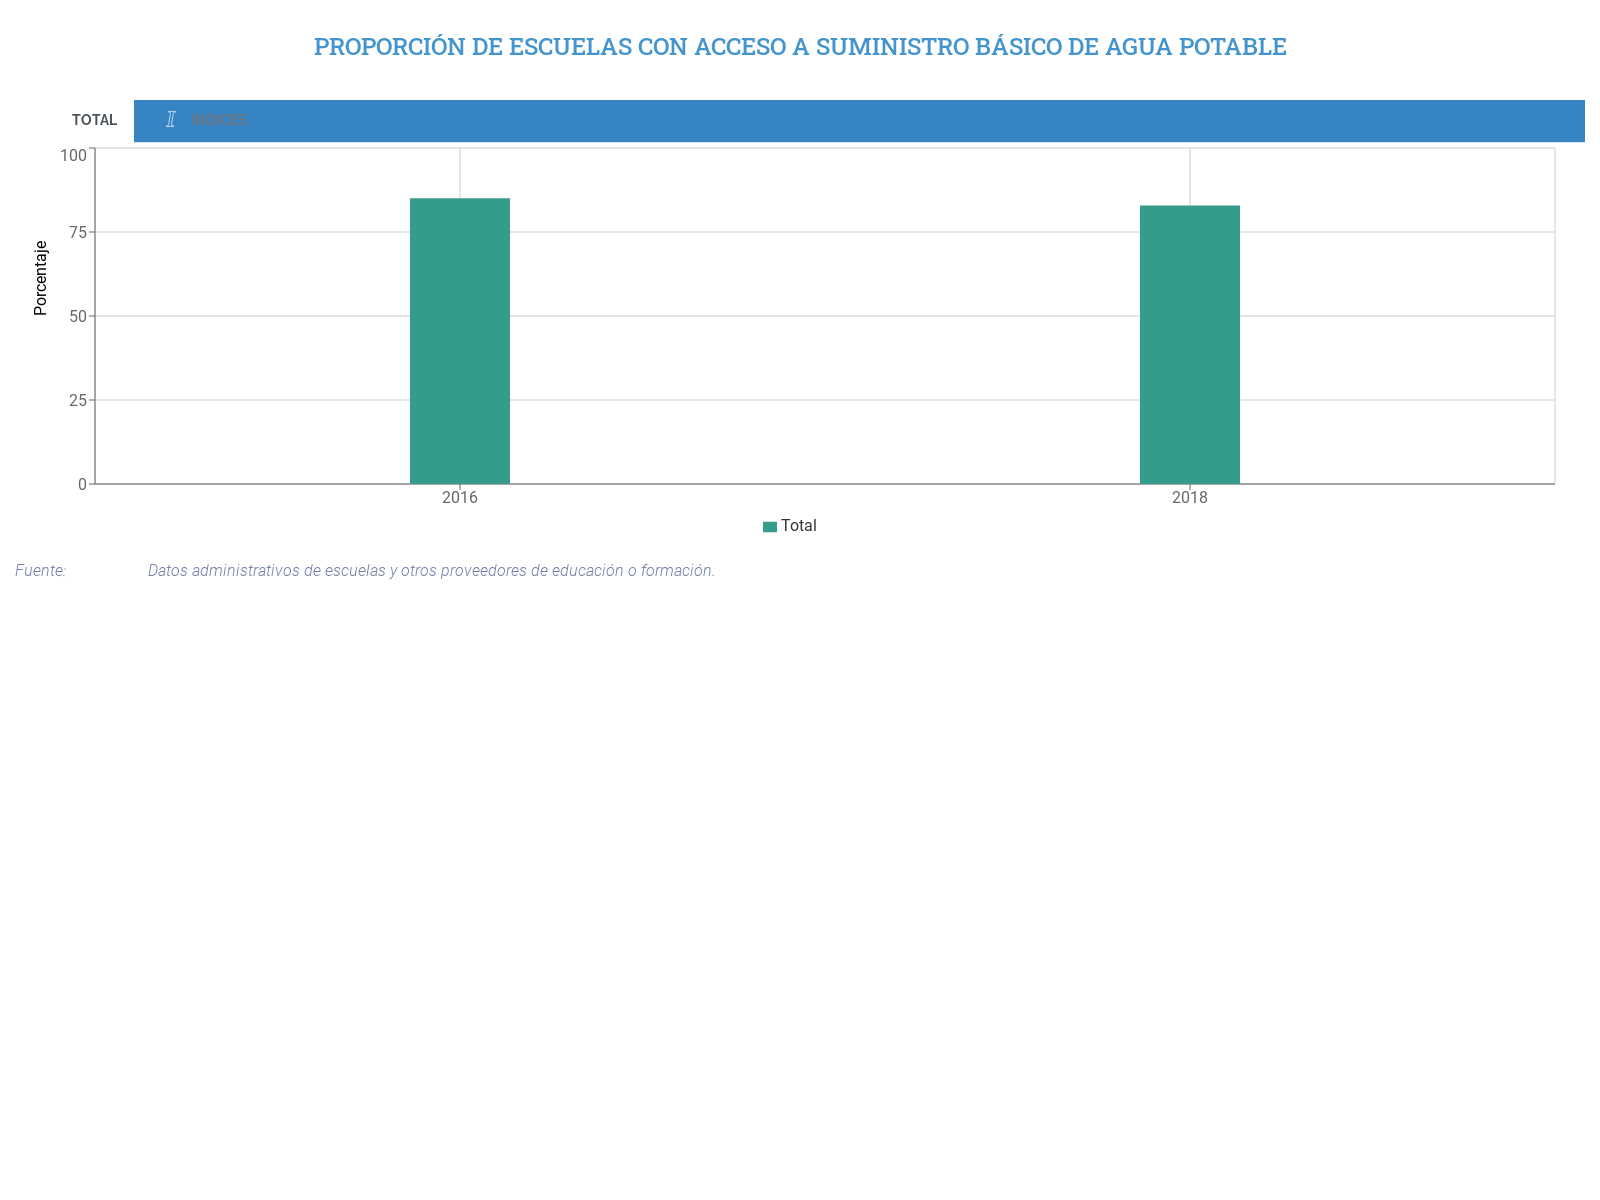 PROPORCIÓN DE ESCUELAS CON ACCESO A SUMINISTRO BÁSICO DE AGUA POTABLE
TOTAL INDICES
100
75
50
25
0
Porcentaje
2016 2018
Total
Fuente: Datos administrativos de escuelas y otros proveedores de educación o formación.